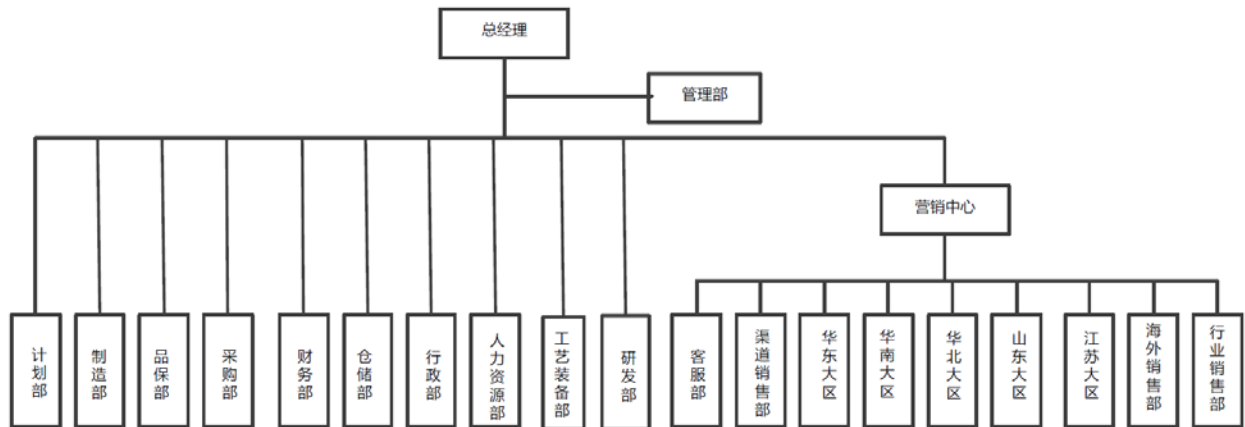 总经理
管理部
营销中心
计划部
制造部
品保部
采购部
财务部
仓储部
行政部
人力资源部
工艺装备部
研发部
客服部
渠道销售部
华东大区
华南大区
华北大区
山东大区
江苏大区
海外销售部
行业销售部